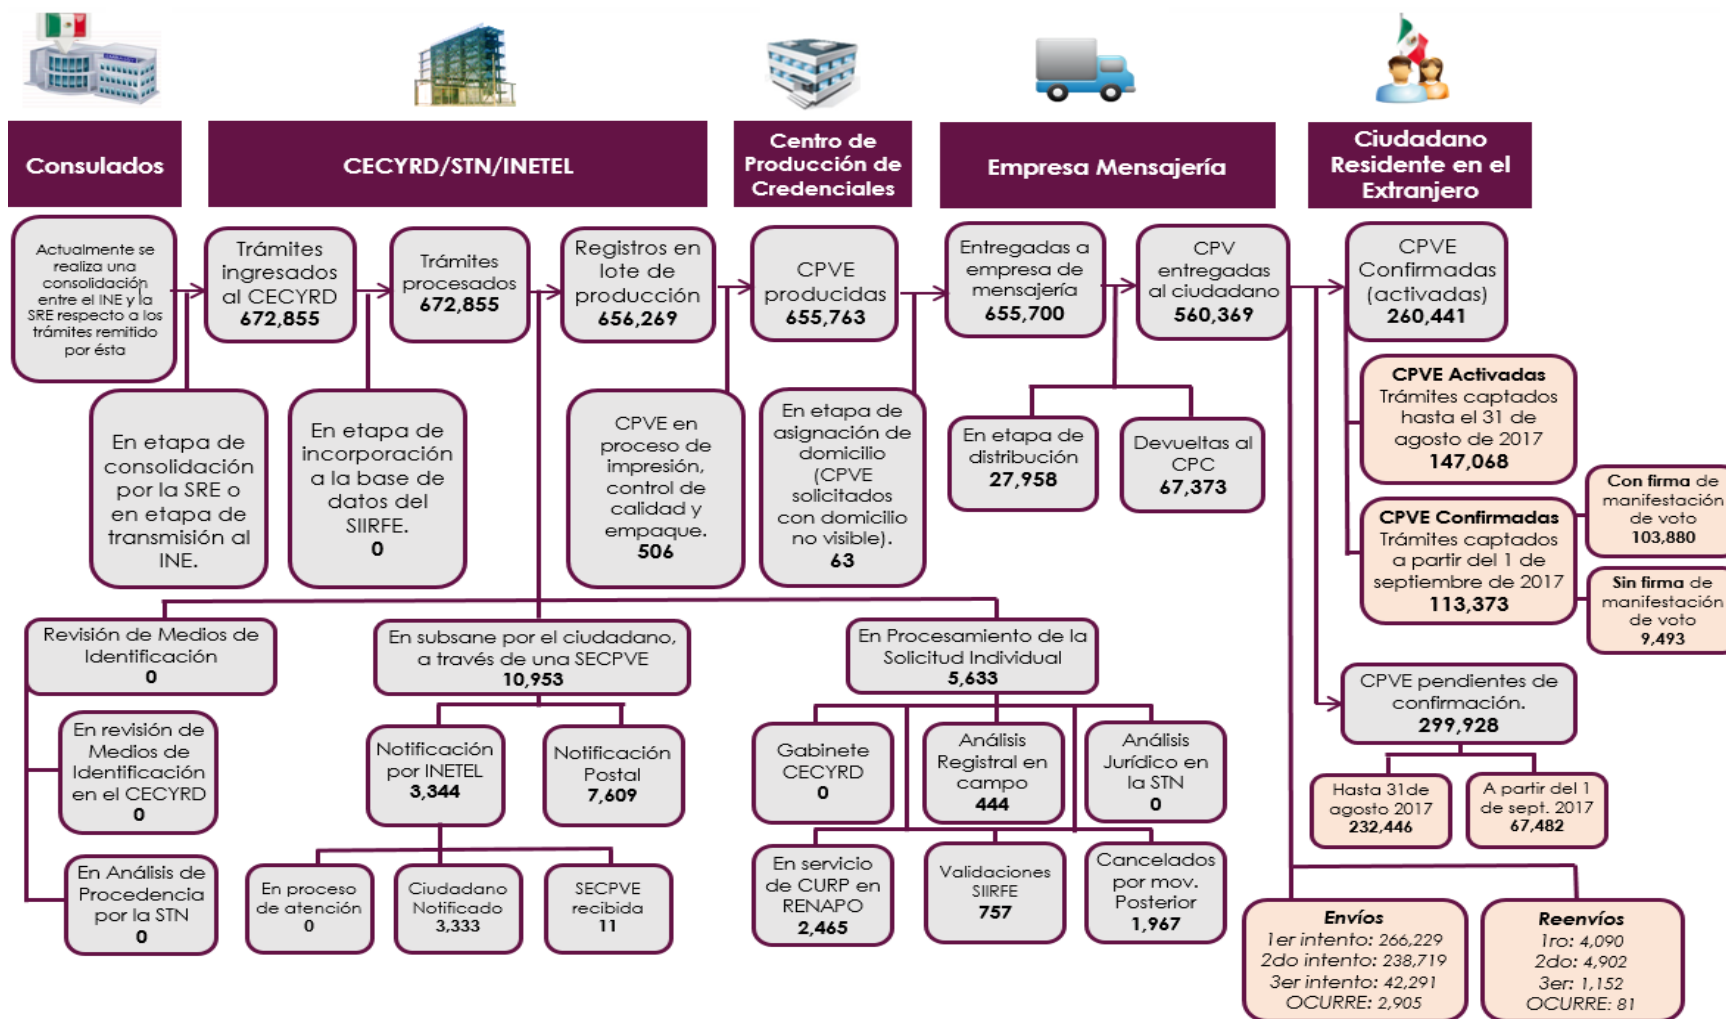 Consulados
CECYRD/STN/INETEL
Centro de
Producción de
Credenciales
Empresa Mensajería
Ciudadano
Residente en el
Extranjero
Actualmente se
realiza una
consolidación
entre el INE y la
SRE respecto a los
trámites remitido
por ésta
Trámites
ingresados
al CECYRD
672,855
Trámites
procesados
672,855
Registros en
lote de
producción
656,269
CPVE
producidas
655,763
Entregadas a
empresa de
mensajería
655,700
CPV
entregadas
al ciudadano
560,369
CPVE
Confirmadas
(activadas)
260,441
En etapa de
consolidación
por la SRE o
en etapa de
transmisión al
INE.
En etapa de
incorporación
a la base de
datos del
SIIRFE.
0
CPVE en
proceso de
impresión,
control de
calidad y
empaque.
506
En etapa de
asignación de
domicilio
(CPVE
solicitados
con domicilio
no visible).
63
En etapa de
distribución
27,958
Devueltas al
CPC
67,373
CPVE Activadas
Trámites captados
hasta el 31 de
agosto de 2017
147,068
CPVE Confirmadas
Trámites captados
a partir del 1 de
septiembre de 2017
113,373
Con firma de
manifestación
de voto
103,880
Sin firma de
manifestación
de voto
9,493
Revisión de Medios de
Identificación
0
En subsane por el ciudadano,
a través de una SECPVE
10,953
En Procesamiento de la
Solicitud Individual
5,633
CPVE pendientes de
confirmación.
299,928
En revisión de
Medios de
Identificación
en el CECYRD
0
Notificación
por INETEL
3,344
Notificación
Postal
7,609
Gabinete
CECYRD
0
Análisis
Registral en
campo
444
Análisis
Jurídico en
la STN
0
Hasta 31de
agosto 2017
232,446
A partir del 1
de sept. 2017
67,482
En Análisis de
Procedencia
por la STN
0
En proceso
de atención
0
Ciudadano
Notificado
3,333
SECPVE
recibida
11
En servicio
de CURP en
RENAPO
2,465
Validaciones
SIIRFE
757
Cancelados
por mov.
Posterior
1,967
Envíos
1er intento: 266,229
2do intento: 238,719
3er intento: 42,291
OCURRE: 2,905
Reenvíos
1ro: 4,090
2do: 4,902
3er: 1,152
OCURRE: 81